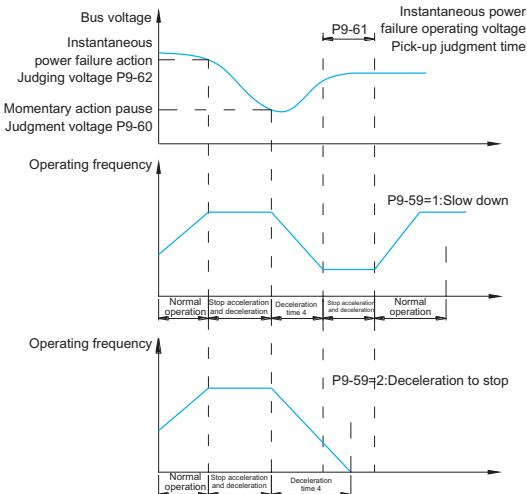 Bus voltage
Instantaneous
power failure action
Judging voltage P9-62
Momentary action pause
Judgment voltage P9-60
P9-61
Instantaneous power
failure operating voltage
Pick-up judgment time
Operating frequency
P9-59=1:Slow down
Normal
operation
Stop acceleration
and deceleration
Deceleration
time 4
Stop acceleration
and deceleration
Normal
operation
Operating frequency
P9-59=2:Deceleration to stop
Normal
operation
Stop acceleration
and deceleration
Deceleration
time 4